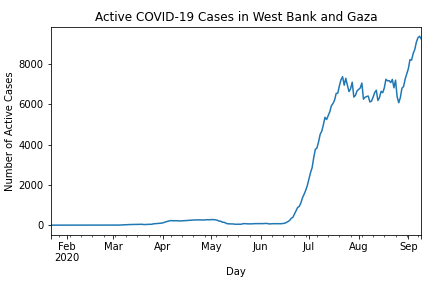 Active COVID-19 Cases in West Bank and Gaza
Number of Active Cases
8000
6000
4000
2000
0
Feb Mar Apr May Jun Jul Aug Sep
2020
Day